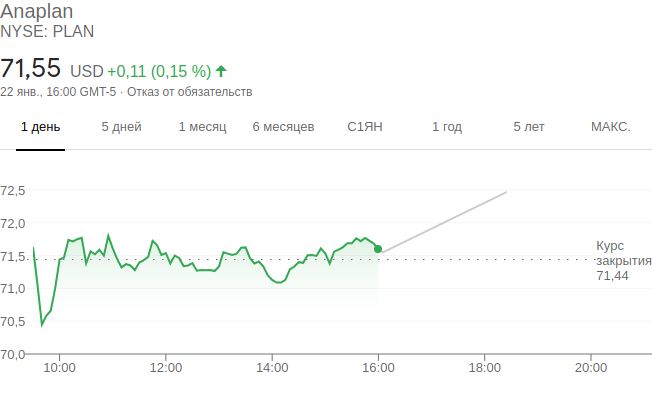 Anaplan
NYSE: PLAN
71,55 USD +0,11 (0,15 %)
22 янв., 16:00 GMT-5 · Отказ от обязательств
1 день 5 дней 1 месяц 6 месяцев С1ЯН 1 год 5 лет МАКС.
72,5
72,0
71,5
Курс
закрытия
71,44
71,0
70,5
70,0
10:00 12:00 14:00 16:00 18:00 20:00